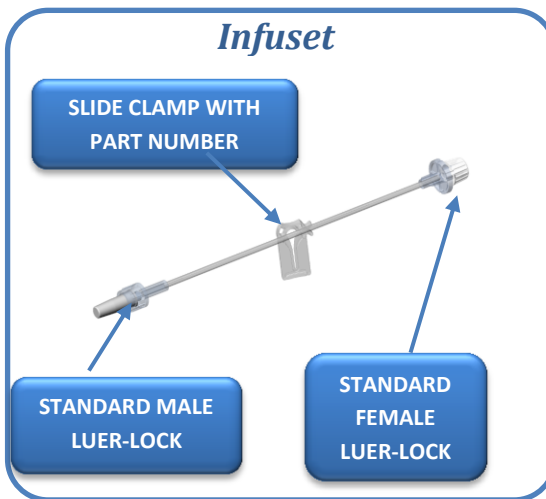 Infuset
SLIDE CLAMP WITH
PART NUMBER
STANDARD MALE
LUER-LOCK
STANDARD
FEMALE
LUER-LOCK